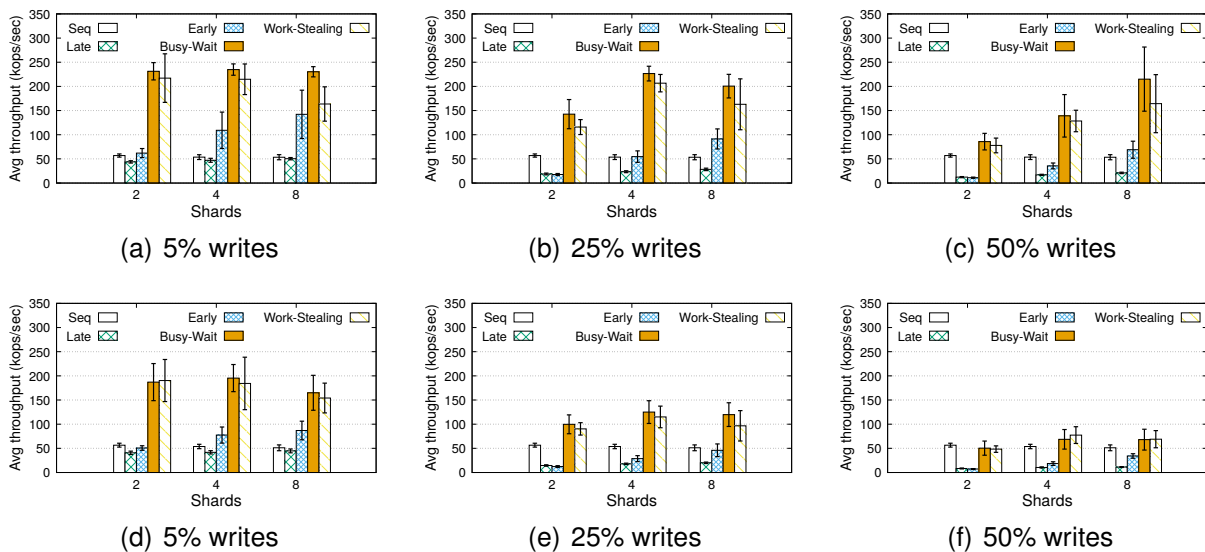 350
300
250
200
150
100
50
0
Avg throughput (kops/sec)
Seq
Late
Early
Busy-Wait
Work-Stealing
2 4 8
Shards
(a) 5% writes
350
300
250
200
150
100
50
0
Avg throughput (kops/sec)
Seq
Late
Early
Busy-Wait
Work-Stealing
2 4 8
Shards
(b) 25% writes
350
300
250
200
150
100
50
0
Avg throughput (kops/sec)
Seq
Late
Early
Busy-Wait
Work-Stealing
2 4 8
Shards
(c) 50% writes
350
300
250
200
150
100
50
0
Avg throughput (kops/sec)
Seq
Late
Early
Busy-Wait
Work-Stealing
2 4 8
Shards
(d) 5% writes
350
300
250
200
150
100
50
0
Avg throughput (kops/sec)
Seq
Late
Early
Busy-Wait
Work-Stealing
2 4 8
Shards
(e) 25% writes
350
300
250
200
150
100
50
0
Avg throughput (kops/sec)
Seq
Late
Early
Busy-Wait
Work-Stealing
2 4 8
Shards
(f) 50% writes